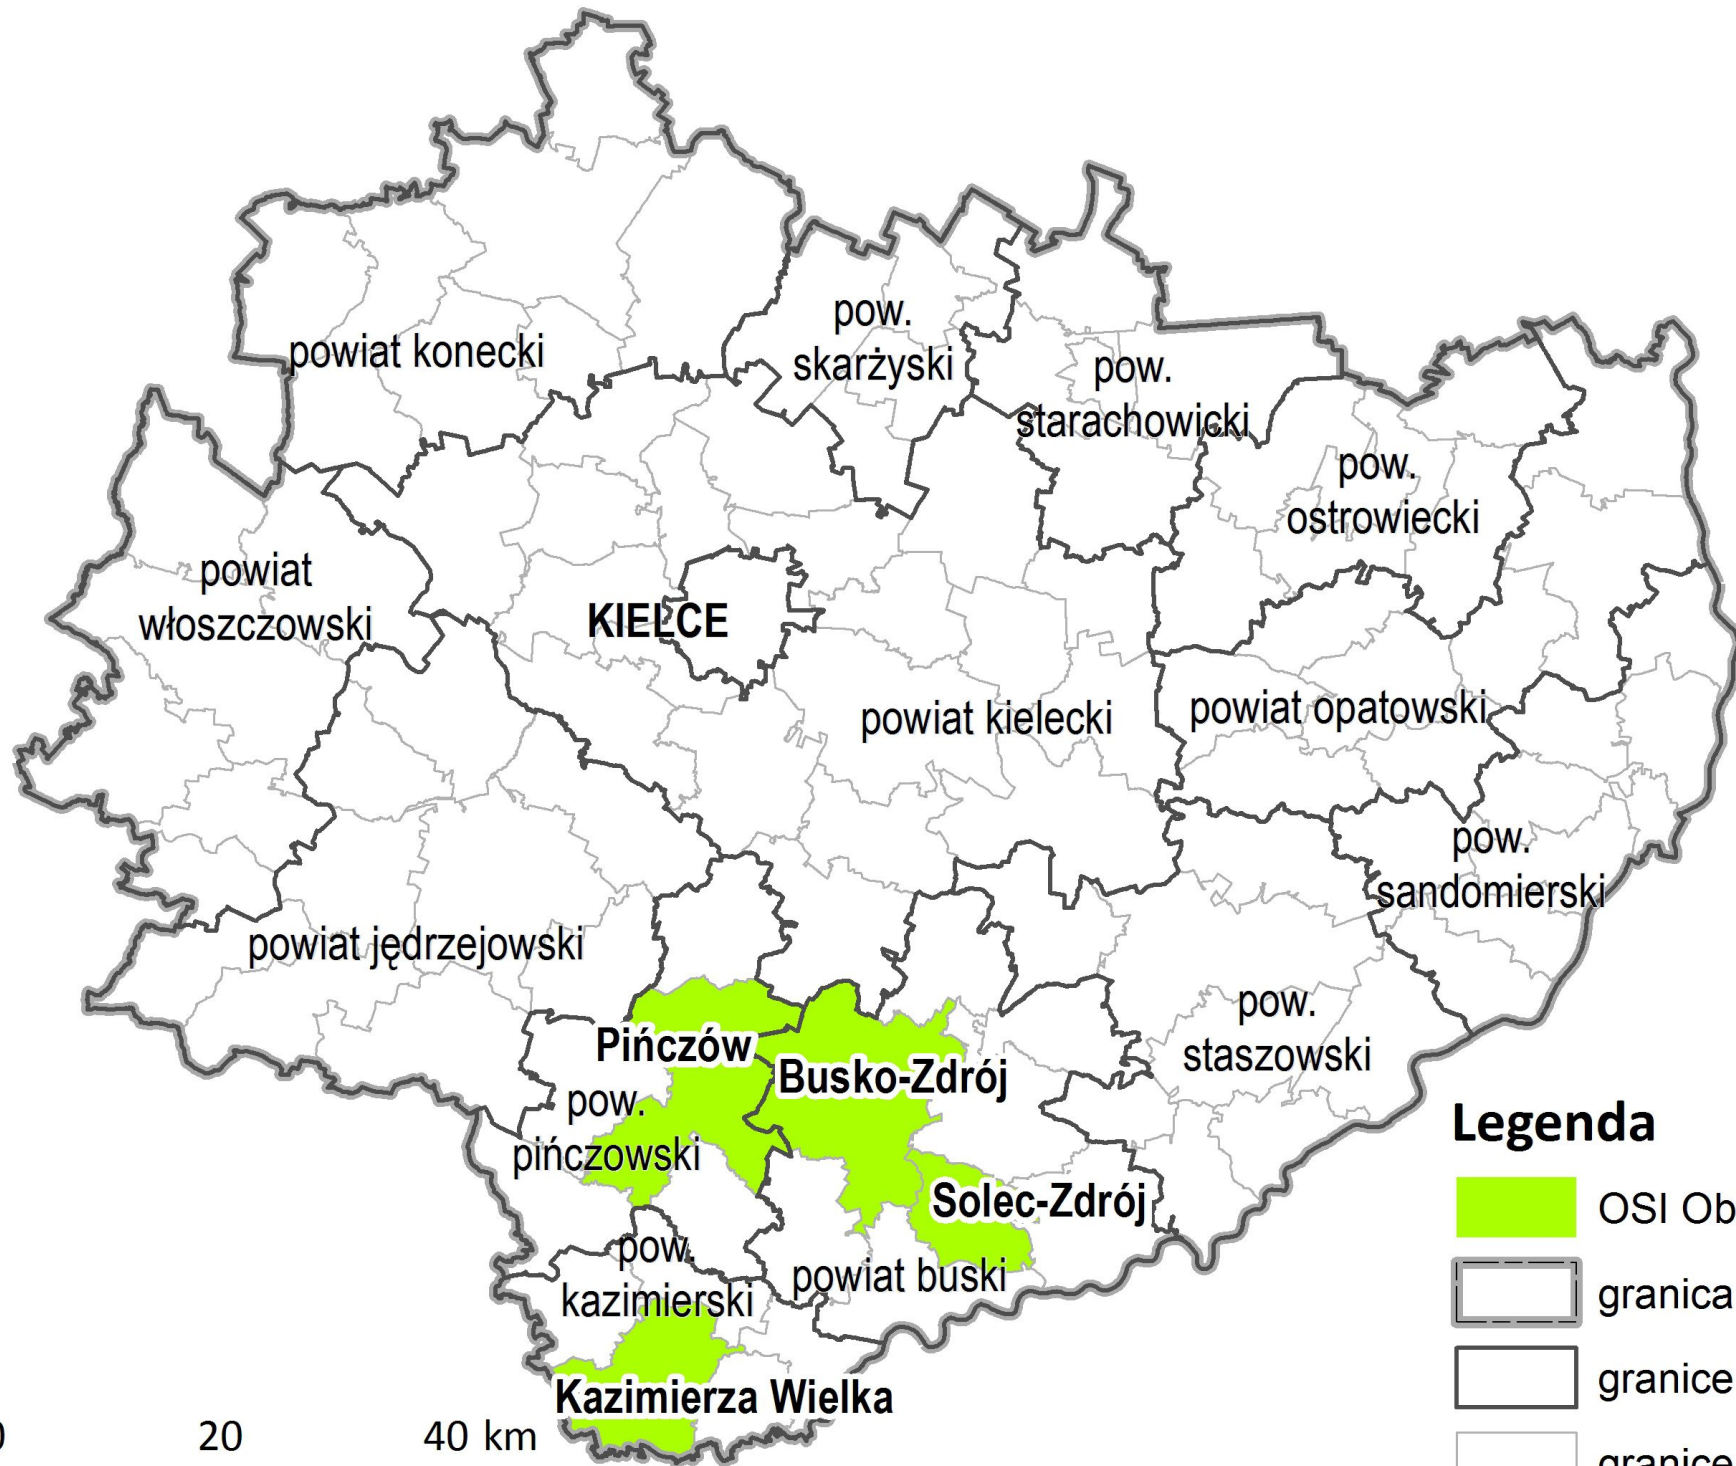 pow.
skarżyski
powiat konecki
pow.
starachowicki
pow.
ostrowiecki
powiat
włoszczowski
KIELCE
powiat kielecki
powiat opatowski
pow.
sandomierski
powiat jędrzejowski
pow.
staszowski
Pińczów
Busko-Zdrój
pow.
pińczowski
Solec-Zdrój
pow.
kazimierski
powiat buski
Kazimierza Wielka
Legenda
OSI Ob
granica
granice
granice
0 20 40 km